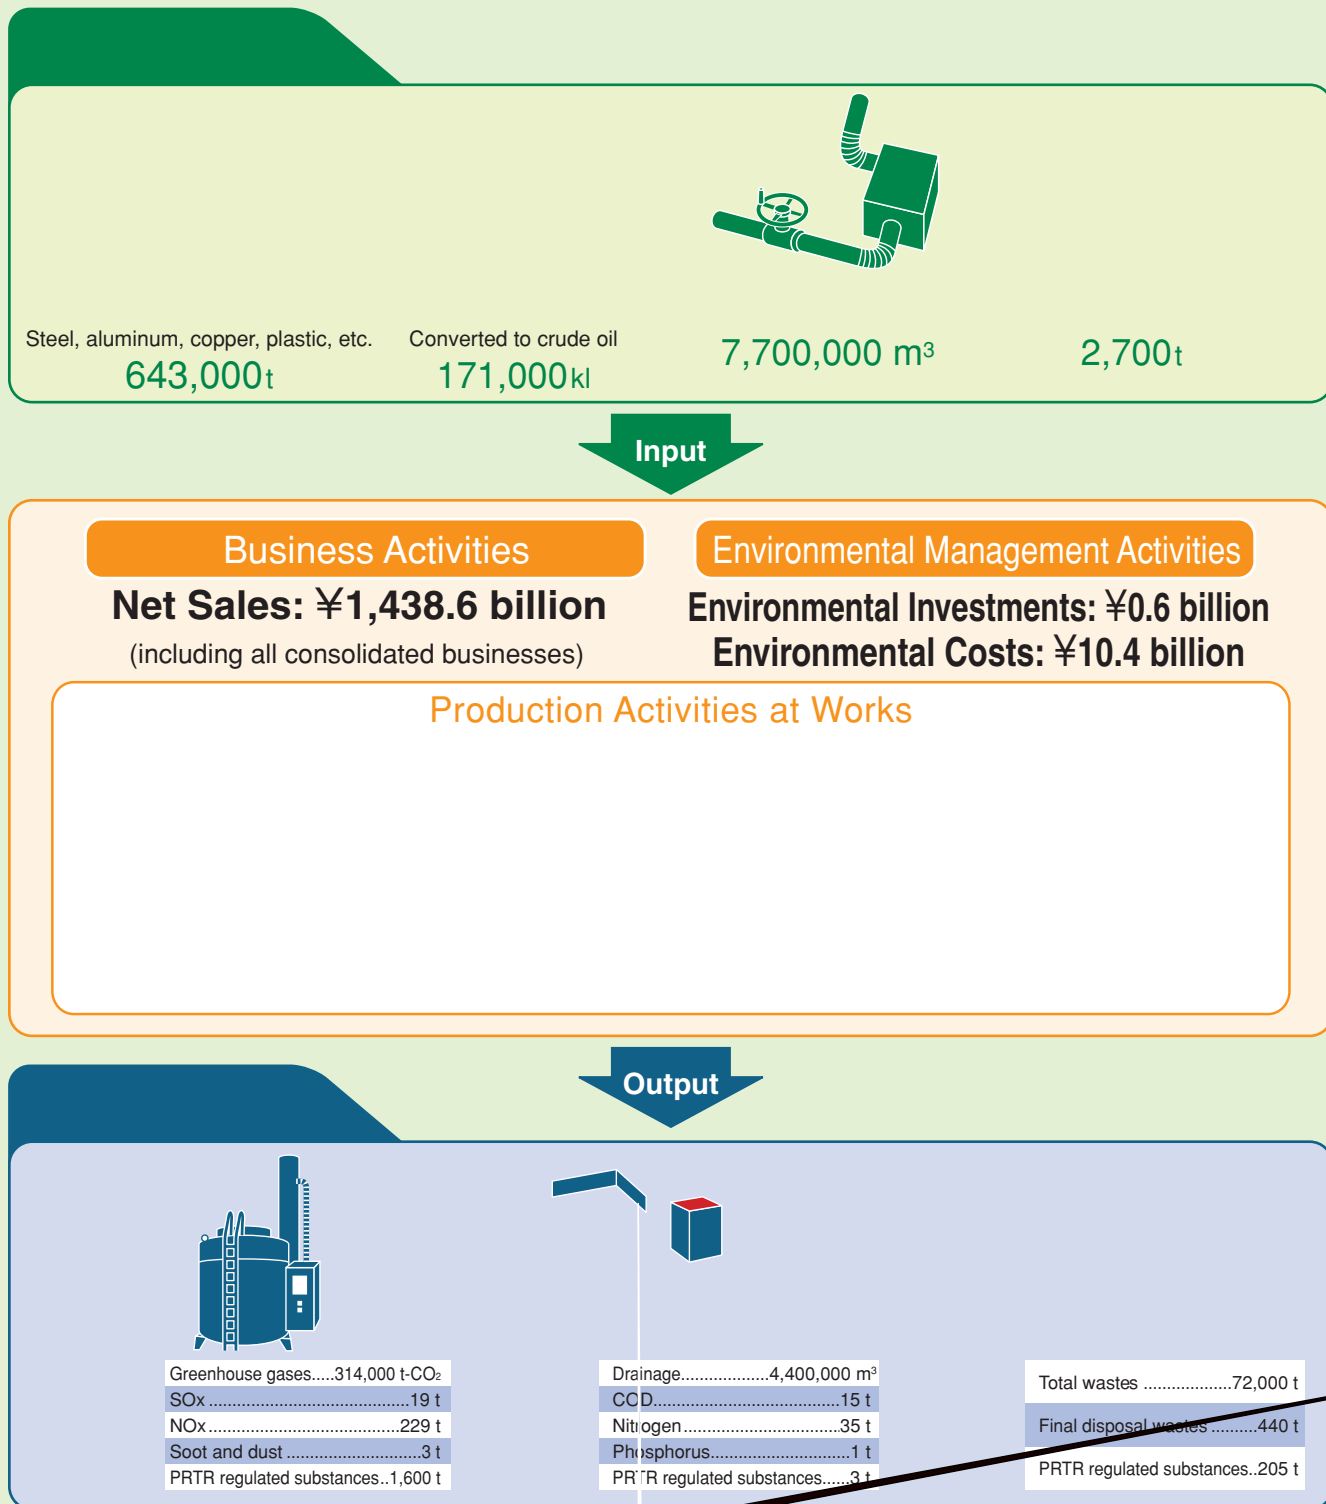 Steel, aluminum, copper, plastic, etc.
643,000 t
Converted to crude oil
171,000 kl
7,700,000 m³
2,700 t
Input
Business Activities
Net Sales: ¥1,438.6 billion
(including all consolidated businesses)
Environmental Management Activities
Environmental Investments: ¥0.6 billion
Environmental Costs: ¥10.4 billion
Production Activities at Works
Output
Greenhouse gases.....314,000 t-CO₂
SOx.......................................19 t
NOx.....................................229 t
Soot and dust..........................3 t
PRTR regulated substances..1,600 t
Drainage.................4,400,000 m³
COD...................................15 t
Nitrogen..............................35 t
Phosphorus..........................1 t
PRTR regulated substances.....3 t
Total wastes .................72,000 t
Final disposal wastes .........440 t
PRTR regulated substances..205 t